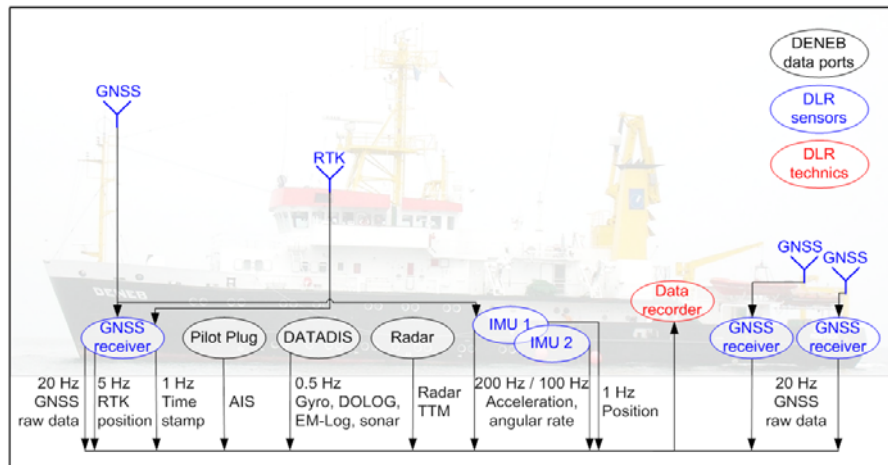 DENEB
data ports
DLR
sensors
DLR
technics
GNSS
RTK
GNSS
GNSS
DENEB
GNSS
receiver
Pilot Plug
DATADIS
Radar
IMU 1
IMU 2
Data
recorder
GNSS
receiver
GNSS
receiver
20 Hz
GNSS
raw data
5 Hz
RTK
position
1 Hz
Time
stamp
AIS
0.5 Hz
Gyro, DOLOG,
EM-Log, sonar
Radar
TTM
200 Hz / 100 Hz
Acceleration,
angular rate
1 Hz
Position
20 Hz
GNSS
raw data